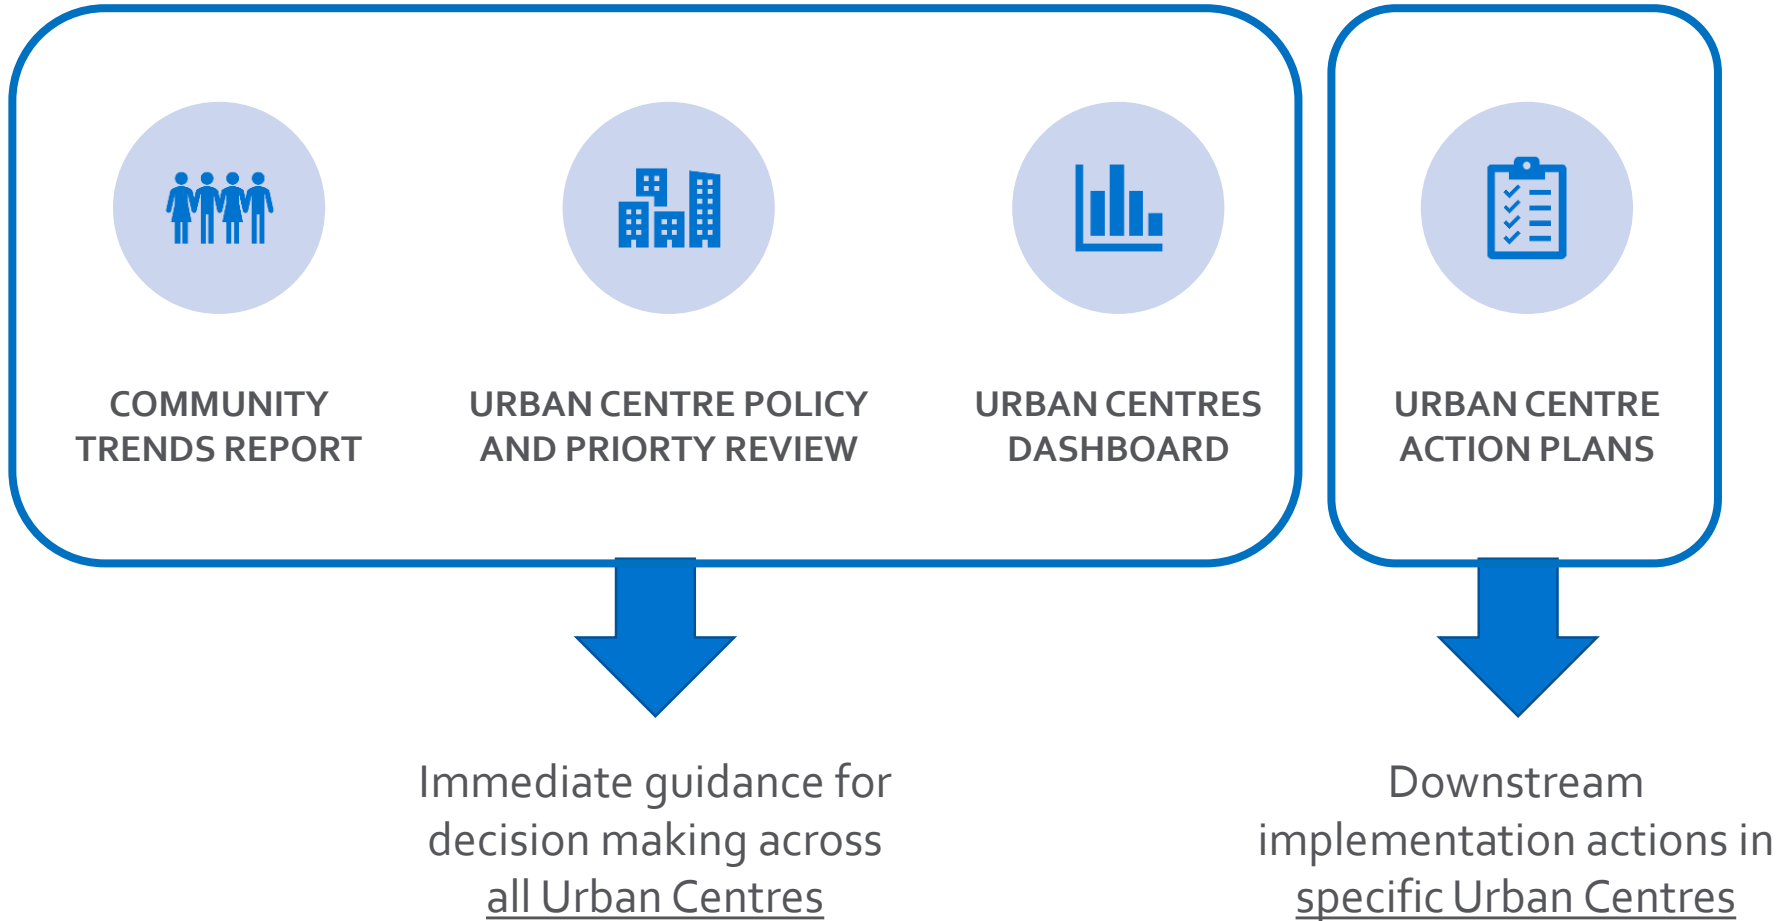 COMMUNITY
TRENDS REPORT
URBAN CENTRE POLICY
AND PRIORTY REVIEW
URBAN CENTRES
DASHBOARD
URBAN CENTRE
ACTION PLANS
Immediate guidance for
decision making across
all Urban Centres
Downstream
implementation actions in
specific Urban Centres